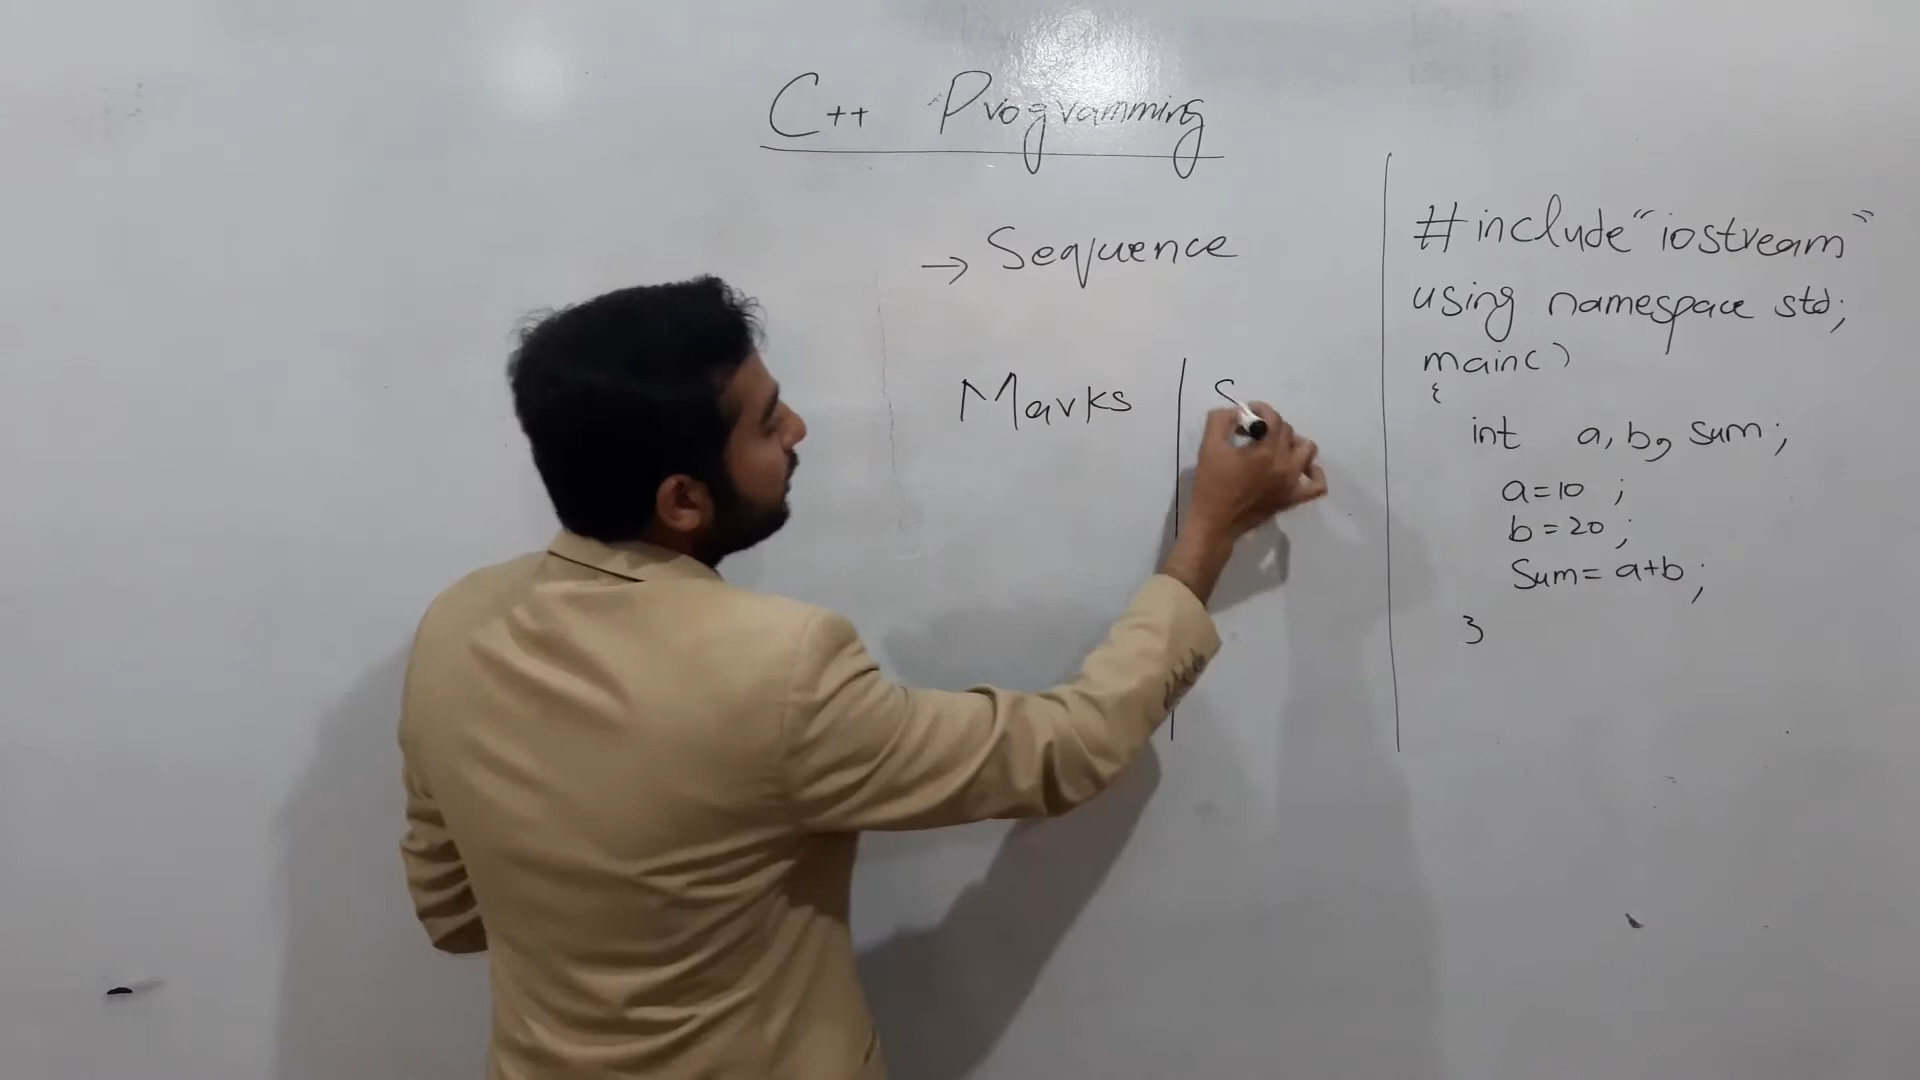 C++ Programming
→ Sequence
Marks
#include "iostream"
using namespace std;
main()
{
int a, b, sum;
a=10 ;
b=20 ;
Sum= a+b ;
}